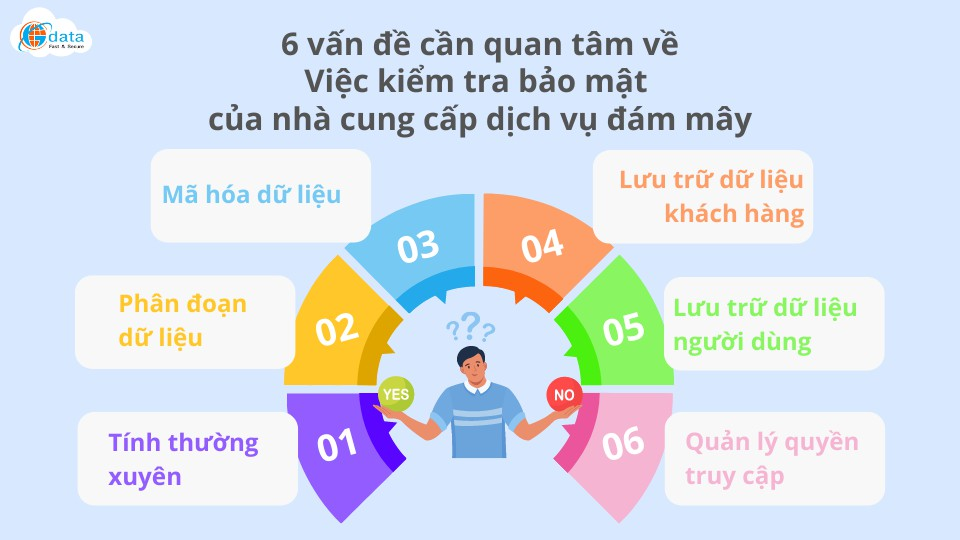 data
Fast & Secure
6 vấn đề cần quan tâm về
Việc kiểm tra bảo mật
của nhà cung cấp dịch vụ đám mây
Tính thường
xuyên
01
Phân đoạn
dữ liệu
02
Mã hóa dữ liệu
03
Lưu trữ dữ liệu
khách hàng
04
Lưu trữ dữ liệu
người dùng
05
Quản lý quyền
truy cập
06
???
YES
NO